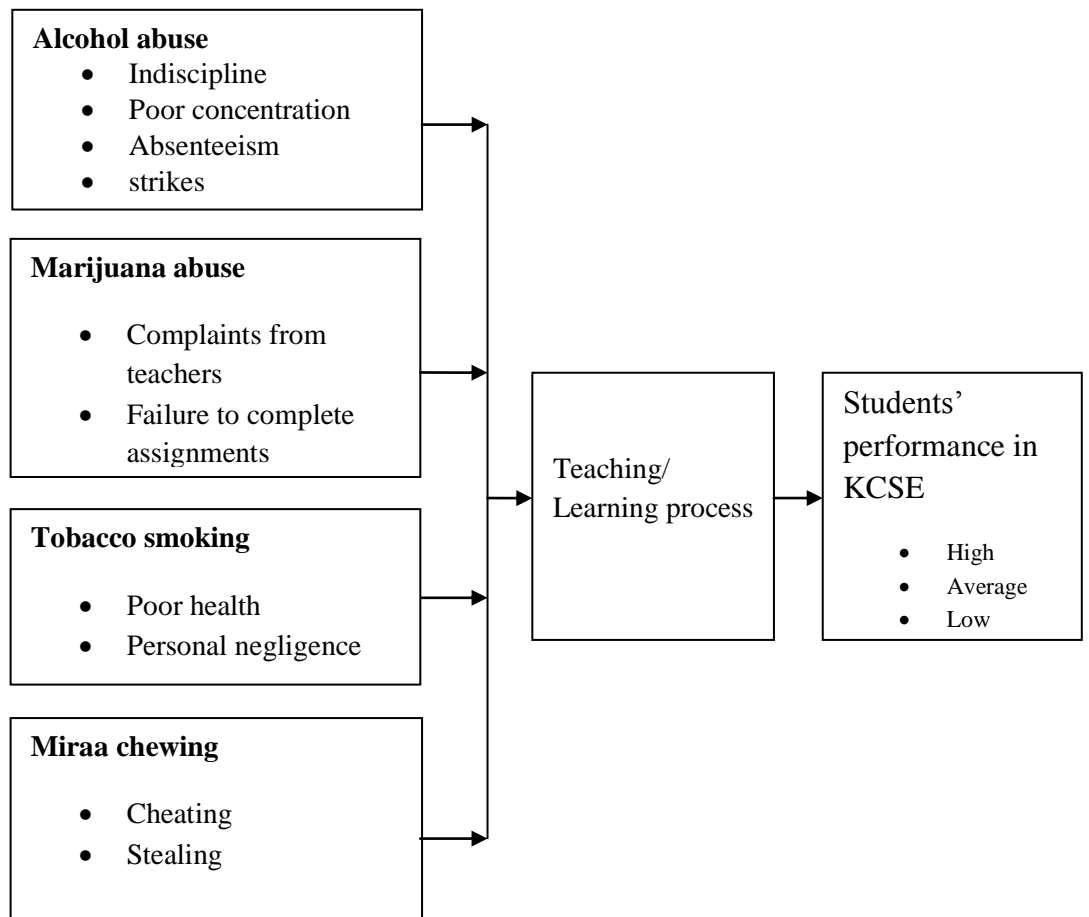 Alcohol abuse
• Indiscipline
• Poor concentration
• Absenteeism
• strikes
Marijuana abuse
• Complaints from
teachers
• Failure to complete
assignments
Tobacco smoking
• Poor health
• Personal negligence
Miraa chewing
• Cheating
• Stealing
Teaching/
Learning process
Students’
performance in
KCSE
• High
• Average
• Low